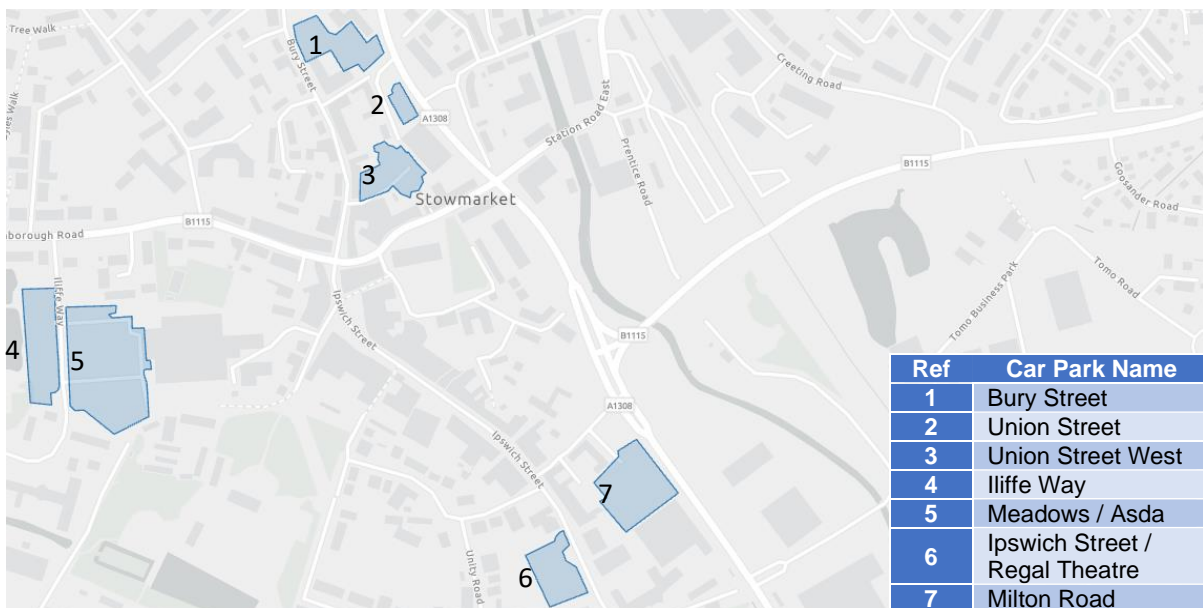 Tree Walk
Bury Street
1
yles Walk
2
A1308
Station Road East
Creeting Road
Prentice Road
B1115
Goosander Road
3
Stowmarket
B1115
nborough Road
Iliffe Way
Ipswich Street
Tomo Business Park
Tomo Road
B1115
4
5
A1308
Ipswich Street
7
6
Unity Road
Ref Car Park Name
1 Bury Street
2 Union Street
3 Union Street West
4 Iliffe Way
5 Meadows / Asda
6 Ipswich Street /
Regal Theatre
7 Milton Road